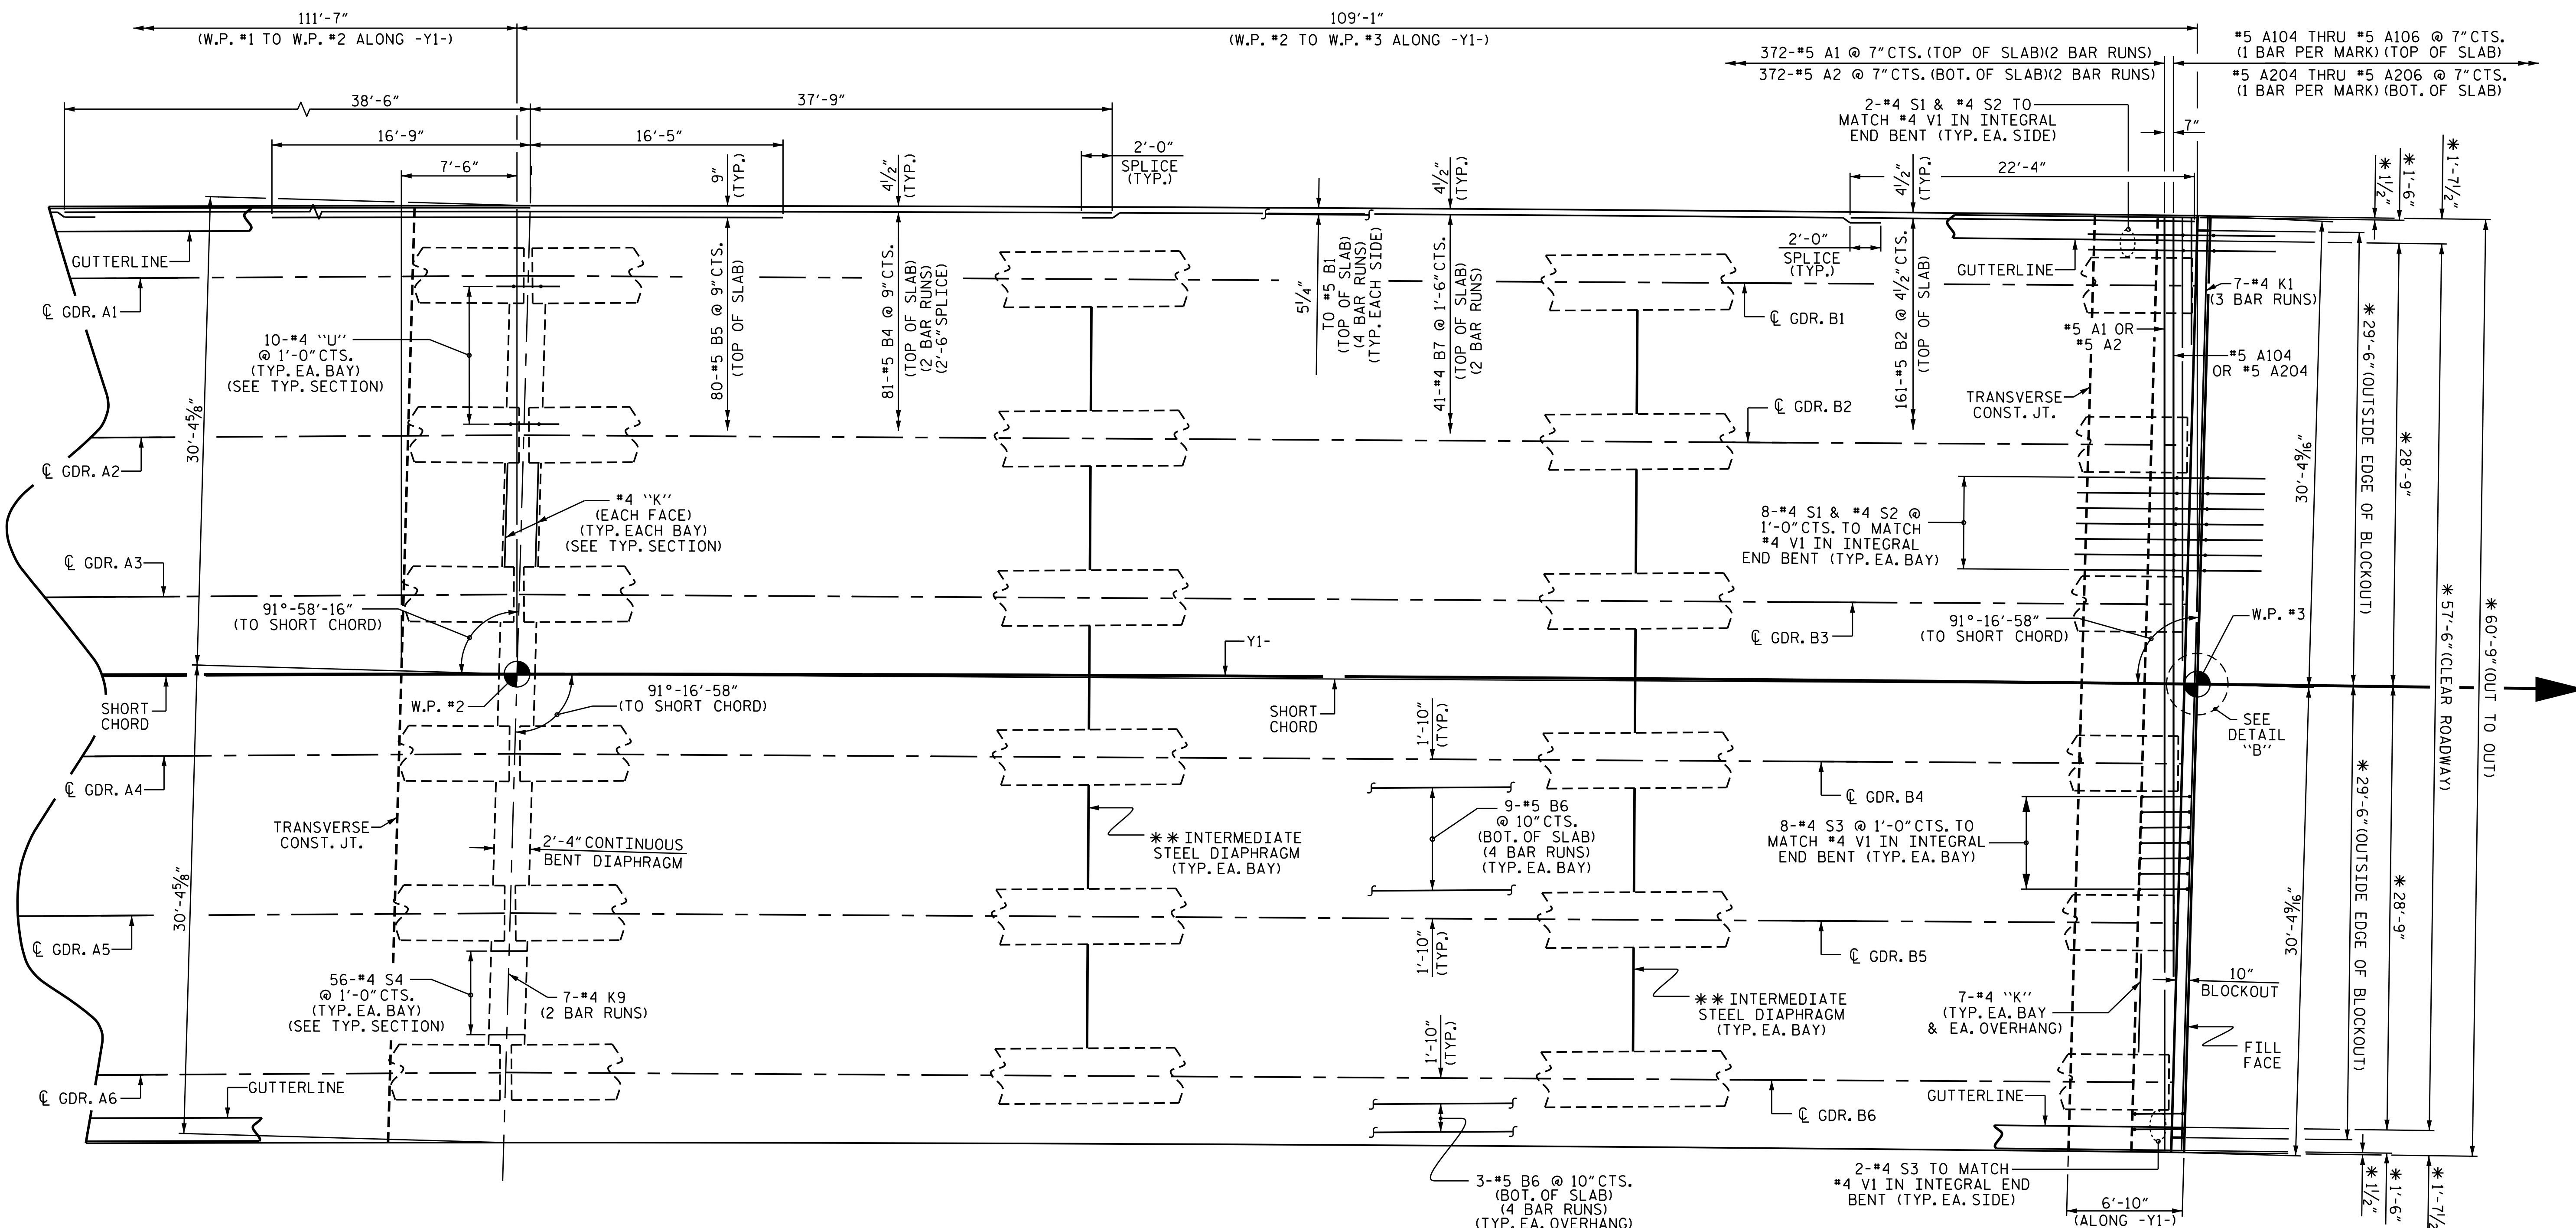 111'-7"
(W.P. #1 TO W.P. #2 ALONG -Y1-)
109'-1"
(W.P. #2 TO W.P. #3 ALONG -Y1-)
372-#5 A1 @ 7" CTS. (TOP OF SLAB)(2 BAR RUNS)
372-#5 A2 @ 7" CTS. (BOT. OF SLAB)(2 BAR RUNS)
#5 A104 THRU #5 A106 @ 7" CTS.
(1 BAR PER MARK) (TOP OF SLAB)
#5 A204 THRU #5 A206 @ 7" CTS.
(1 BAR PER MARK) (BOT. OF SLAB)
38'-6"
37'-9"
2-#4 S1 & #4 S2 TO
MATCH #4 V1 IN INTEGRAL
END BENT (TYP. EA. SIDE)
7"
16'-9"
16'-5"
7'-6"
9"
(TYP.)
4½"
(TYP.)
2'-0"
SPLICE
(TYP.)
4½"
(TYP.)
4½"
(TYP.)
22'-4"
* 1½"
* 1'-6"
* 1'-7½"
GUTTERLINE
℄ GDR. A1
10-#4 ``U''
@ 1'-0" CTS.
(TYP. EA. BAY)
(SEE TYP. SECTION)
80-#5 B5 @ 9" CTS.
(TOP OF SLAB)
81-#5 B4 @ 9" CTS.
(TOP OF SLAB)
(2 BAR RUNS)
(2'-6" SPLICE)
5¼"
TO #5 B1
(TOP OF SLAB)
(4 BAR RUNS)
(TYP. EACH SIDE)
41-#4 B7 @ 1'-6" CTS.
(TOP OF SLAB)
(2 BAR RUNS)
2'-0"
SPLICE
(TYP.)
161-#5 B2 @ 4½" CTS.
(TOP OF SLAB)
GUTTERLINE
℄ GDR. B1
7-#4 K1
(3 BAR RUNS)
#5 A1 OR
#5 A2
#5 A104
OR #5 A204
TRANSVERSE
CONST. JT.
30'-4⅝"
℄ GDR. A2
℄ GDR. B2
#4 ``K''
(EACH FACE)
(TYP. EACH BAY)
(SEE TYP. SECTION)
8-#4 S1 & #4 S2 @
1'-0" CTS. TO MATCH
#4 V1 IN INTEGRAL
END BENT (TYP. EA. BAY)
30'-4⁹⁄₁₆"
* 29'-6" (OUTSIDE EDGE OF BLOCKOUT)
* 28'-9"
* 57'-6" (CLEAR ROADWAY)
* 60'-9" (OUT TO OUT)
℄ GDR. A3
91°-58'-16"
(TO SHORT CHORD)
℄ GDR. B3
91°-16'-58"
(TO SHORT CHORD)
W.P. #3
Y1-
SHORT
CHORD
W.P. #2
91°-16'-58"
(TO SHORT CHORD)
SHORT
CHORD
1'-10"
(TYP.)
SEE
DETAIL
``B''
℄ GDR. A4
℄ GDR. B4
TRANSVERSE
CONST. JT.
2'-4" CONTINUOUS
BENT DIAPHRAGM
* * INTERMEDIATE
STEEL DIAPHRAGM
(TYP. EA. BAY)
9-#5 B6
@ 10" CTS.
(BOT. OF SLAB)
(4 BAR RUNS)
(TYP. EA. BAY)
8-#4 S3 @ 1'-0" CTS. TO
MATCH #4 V1 IN INTEGRAL
END BENT (TYP. EA. BAY)
30'-4⅝"
30'-4⁹⁄₁₆"
* 29'-6" (OUTSIDE EDGE OF BLOCKOUT)
* 28'-9"
℄ GDR. A5
1'-10"
(TYP.)
℄ GDR. B5
56-#4 S4
@ 1'-0" CTS.
(TYP. EA. BAY)
(SEE TYP. SECTION)
7-#4 K9
(2 BAR RUNS)
* * INTERMEDIATE
STEEL DIAPHRAGM
(TYP. EA. BAY)
7-#4 ``K''
(TYP. EA. BAY
& EA. OVERHANG)
10"
BLOCKOUT
FILL
FACE
1'-10"
(TYP.)
℄ GDR. A6
GUTTERLINE
℄ GDR. B6
GUTTERLINE
3-#5 B6 @ 10" CTS.
(BOT. OF SLAB)
(4 BAR RUNS)
(TYP. EA. OVERHANG)
2-#4 S3 TO MATCH
#4 V1 IN INTEGRAL END
BENT (TYP. EA. SIDE)
6'-10"
(ALONG -Y1-)
* 1½"
* 1'-6"
* 1'-7½"